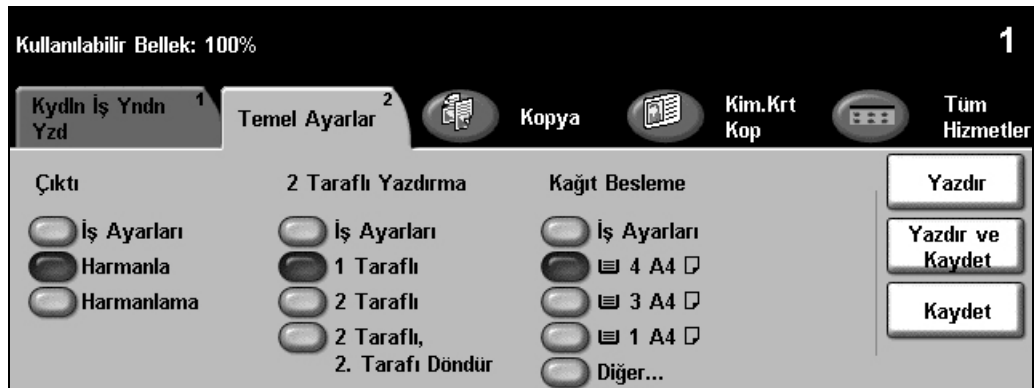 Kullanılabilir Bellek: 100%
1
Kydln İş Yndn 1
Yzd
Temel Ayarlar 2
Kopya
Kim.Krt
Kop
Tüm
Hizmetler
Çıktı
İş Ayarları
Harmanla
Harmanlama
2 Taraflı Yazdırma
İş Ayarları
1 Taraflı
2 Taraflı
2 Taraflı,
2. Tarafı Döndür
Kağıt Besleme
İş Ayarları
4 A4
3 A4
1 A4
Diğer...
Yazdır
Yazdır ve
Kaydet
Kaydet